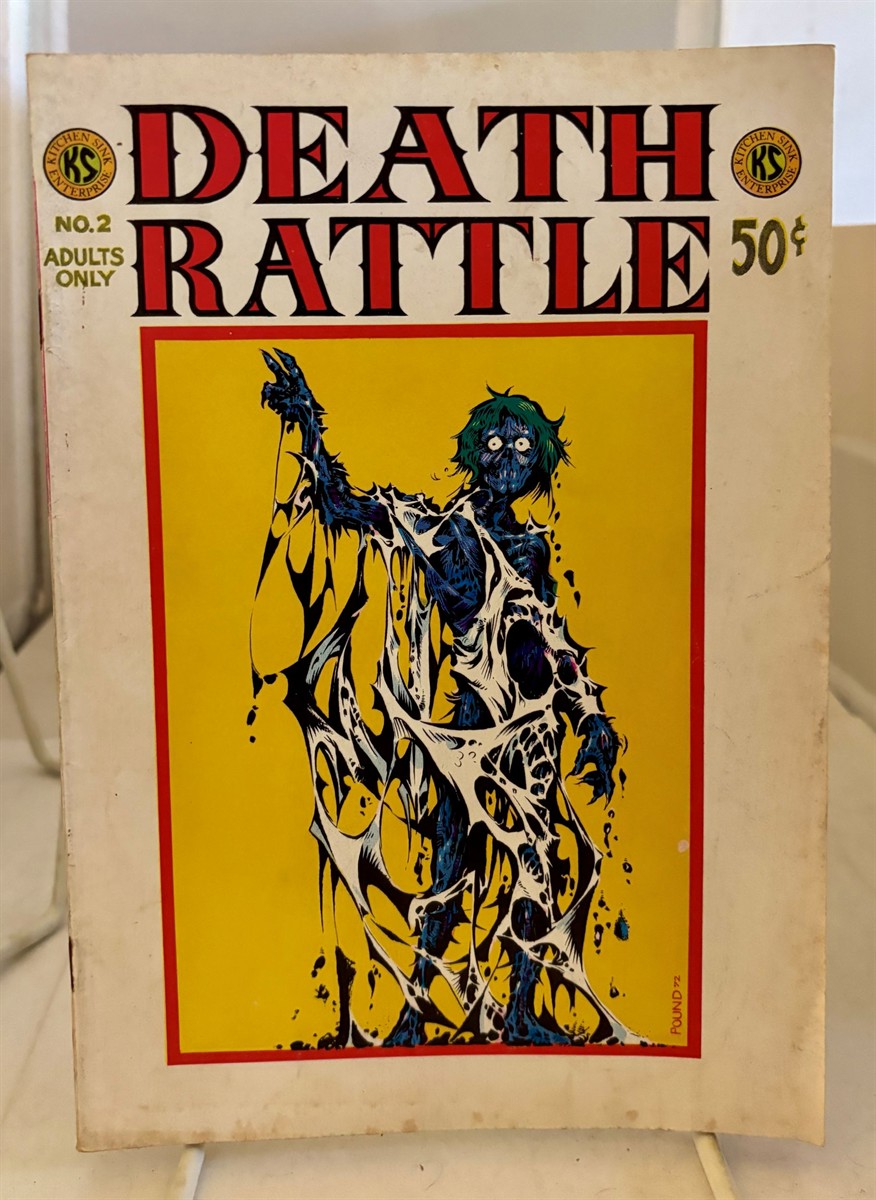 DEATH
RATTLE
KITCHEN SINK
KS
ENTERPRISE
NO.2
ADULTS
ONLY
KITCHEN SINK
KS
ENTERPRISE
50¢
POUND 72